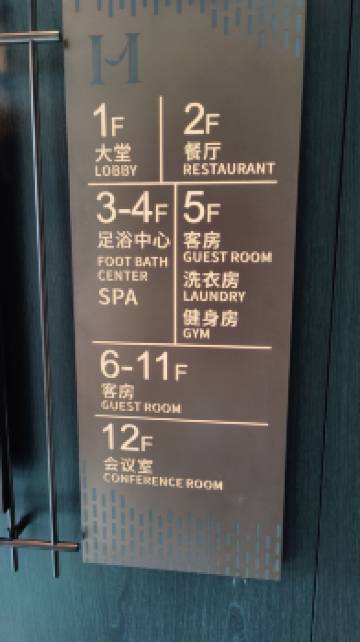 H
1F
大堂
LOBBY
2F
餐厅
RESTAURANT
3-4F
足浴中心
FOOT BATH
CENTER
SPA
5F
客房
GUEST ROOM
洗衣房
LAUNDRY
健身房
GYM
6-11F
客房
GUEST ROOM
12F
会议室
CONFERENCE ROOM